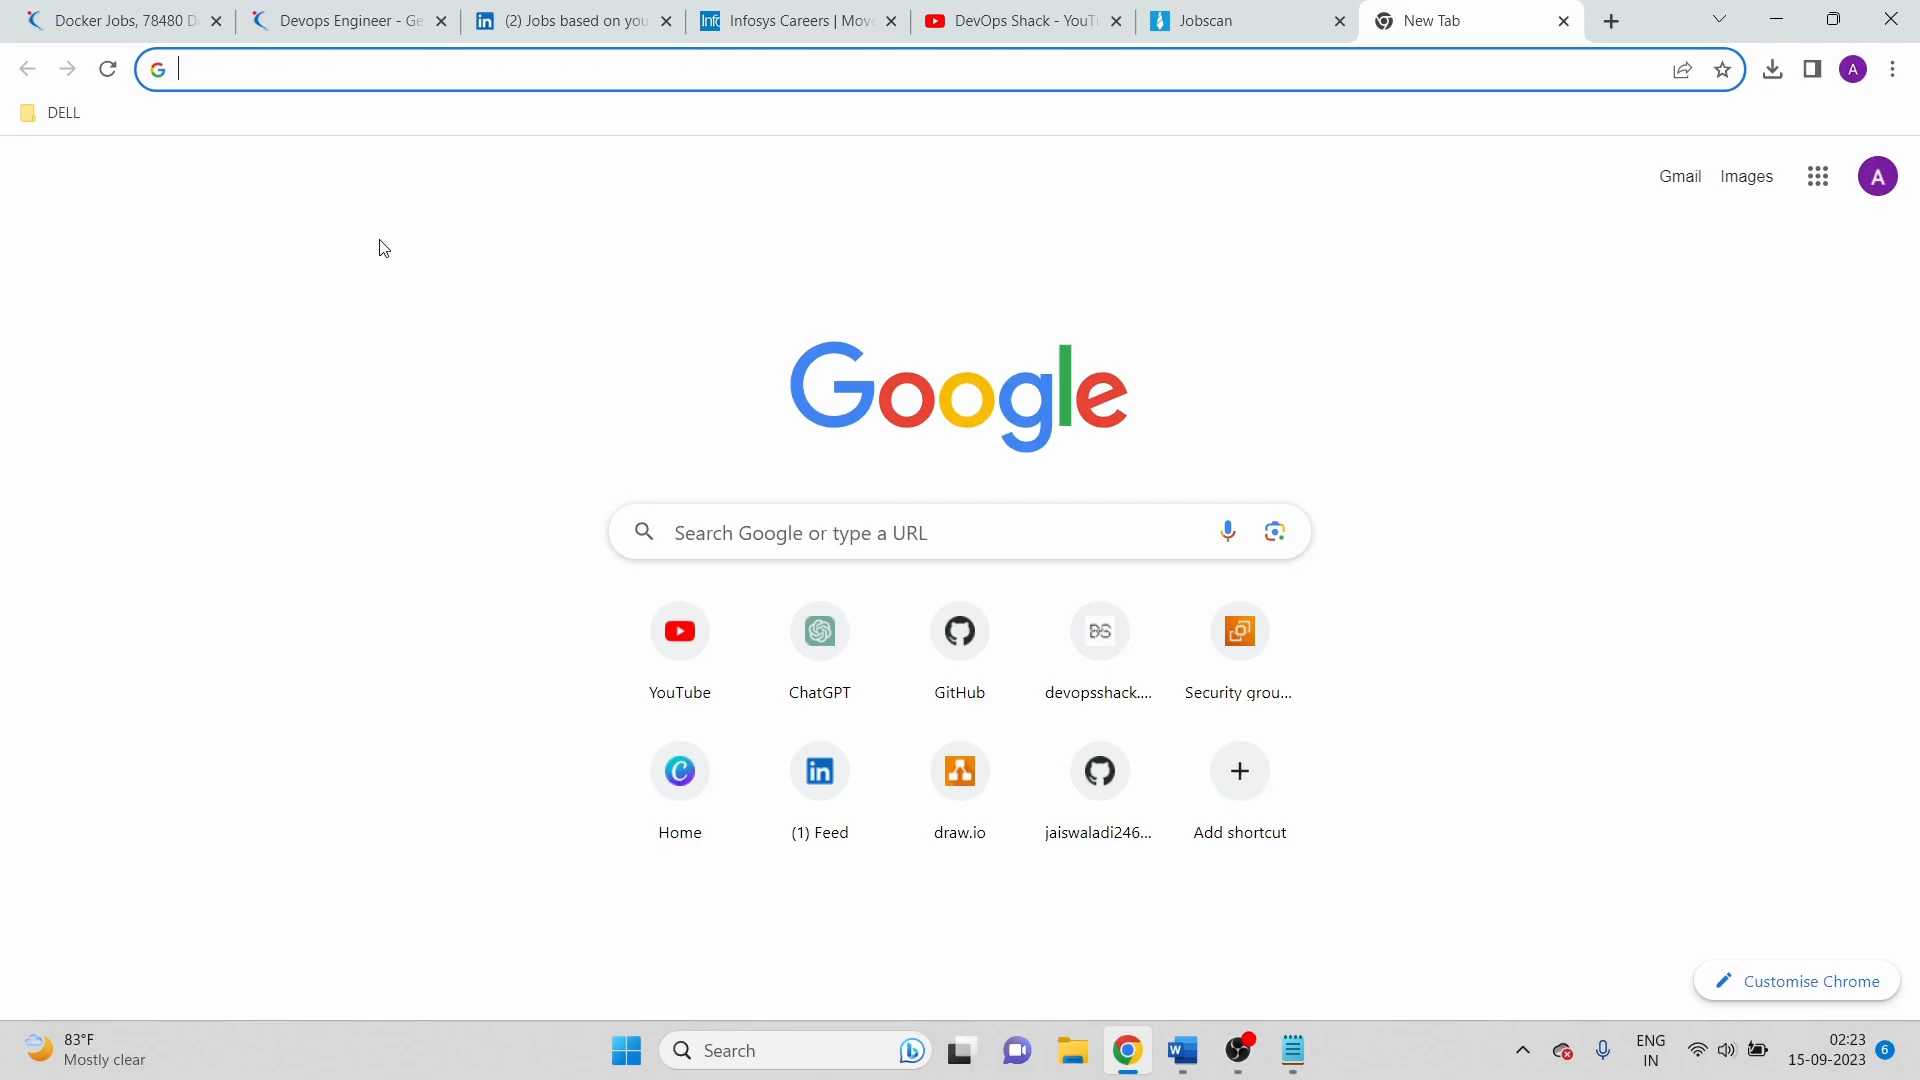 Docker Jobs, 78480 D
Devops Engineer - Ge
(2) Jobs based on you
Infosys Careers | Move
DevOps Shack - YouTu
Jobscan
New Tab
A
DELL
Gmail
Images
A
Google
Search Google or type a URL
YouTube
ChatGPT
GitHub
devopsshack....
Security grou...
Home
(1) Feed
draw.io
jaiswaladi246...
Add shortcut
Customise Chrome
83°F
Mostly clear
Search
ENG
IN
02:23
15-09-2023
6